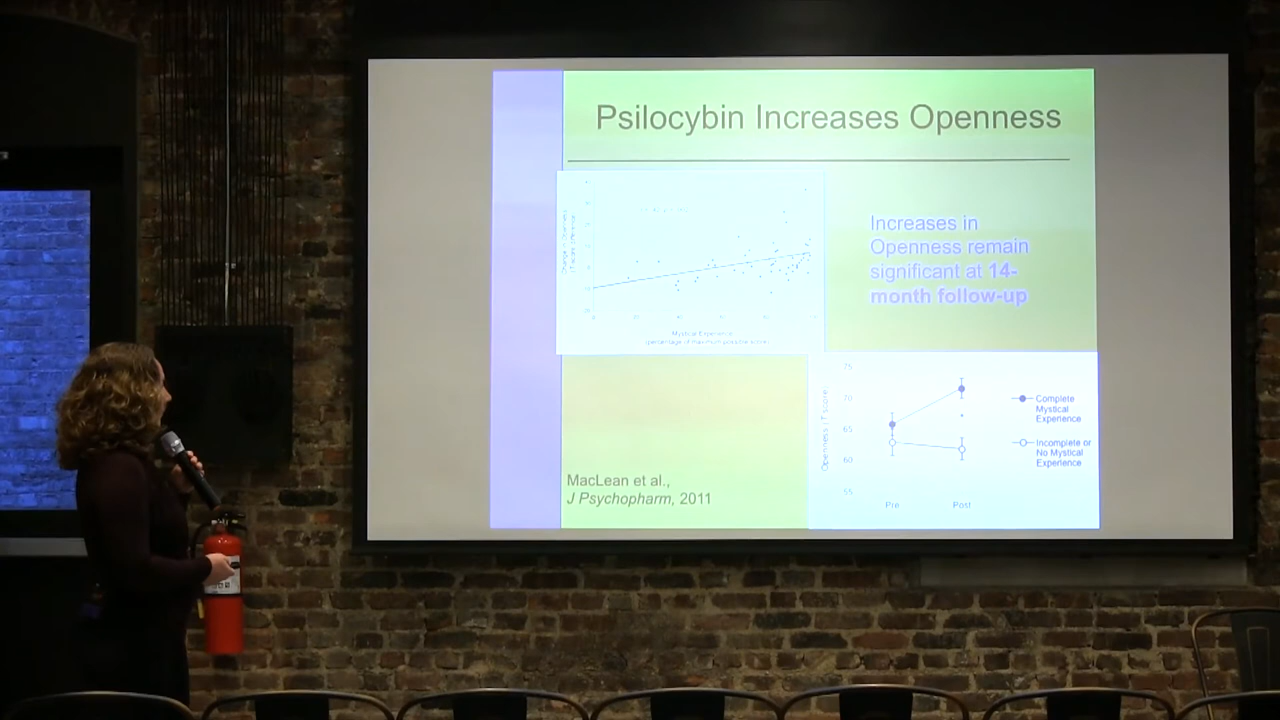 Psilocybin Increases Openness
Increases in
Openness remain
significant at 14-
month follow-up
Mystical Experience
(percentage of maximum possible score)
75
70
65
60
55
Openness (T score)
Pre
Post
Complete
Mystical
Experience
Incomplete or
No Mystical
Experience
MacLean et al.,
J Psychopharm, 2011